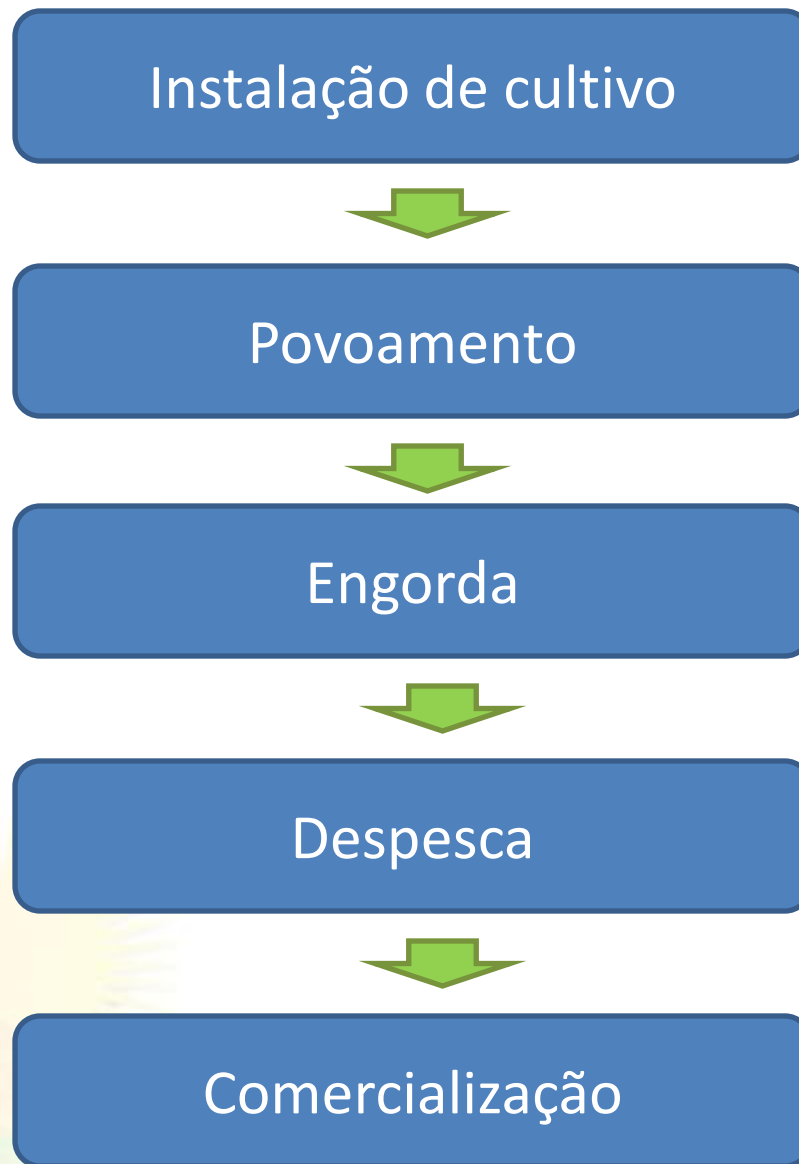 Instalação de cultivo
Povoamento
Engorda
Despesca
Comercialização